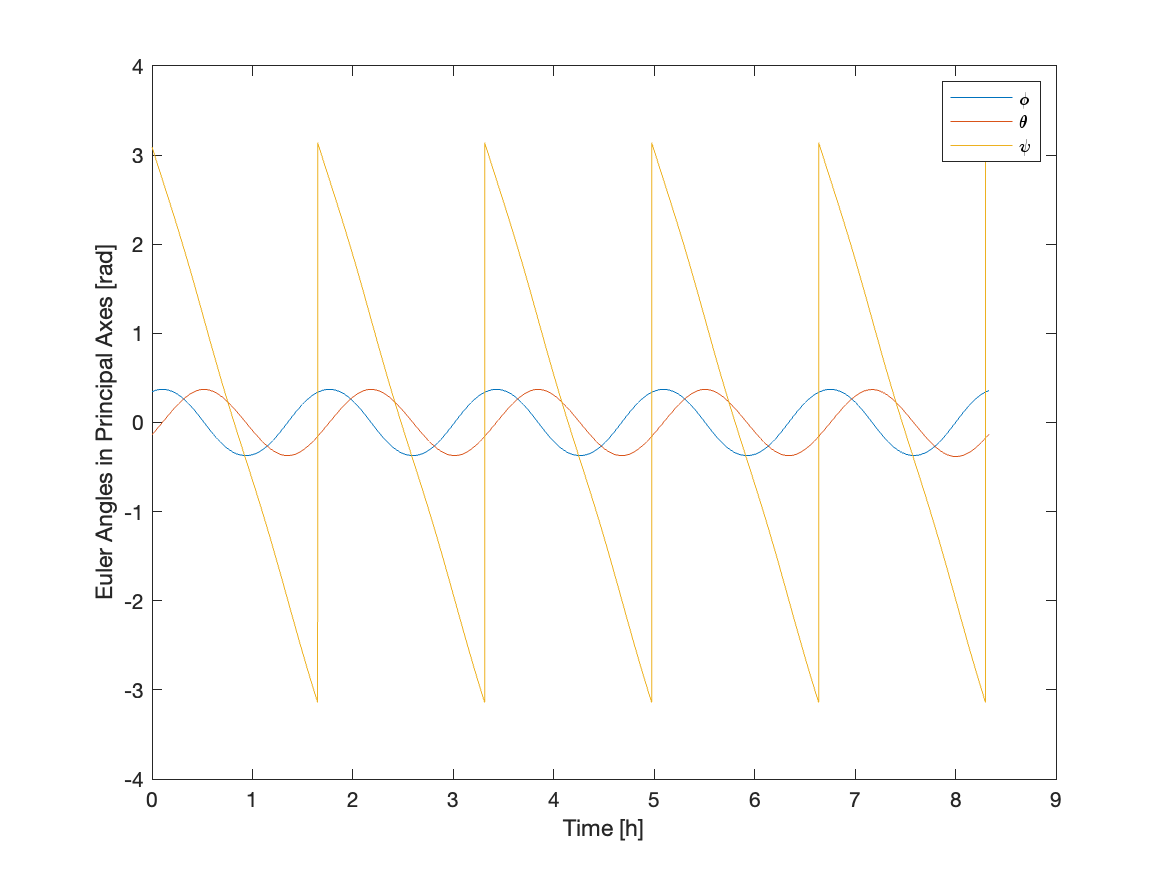 4
3
2
1
0
-1
-2
-3
-4
Euler Angles in Principal Axes [rad]
ϕ
θ
ψ
0 1 2 3 4 5 6 7 8 9
Time [h]